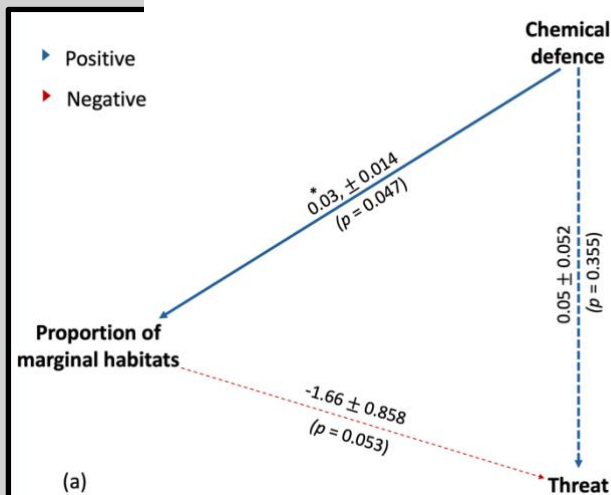 Positive
Negative
Chemical
defence
*
0.03, ± 0.014
(p = 0.047)
0.05 ± 0.052
(p = 0.355)
Proportion of
marginal habitats
-1.66 ± 0.858
(p = 0.053)
(a)
Threat